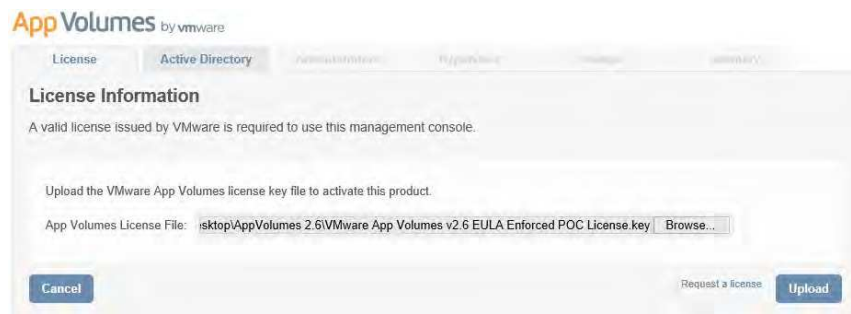 App Volumes by vmware
License Active Directory
License Information
A valid license issued by VMware is required to use this management console.
Upload the VMware App Volumes license key file to activate this product.
App Volumes License File: sktop\AppVolumes 2.6\VMware App Volumes v2.6 EULA Enforced POC License.key Browse...
Cancel Request a license Upload